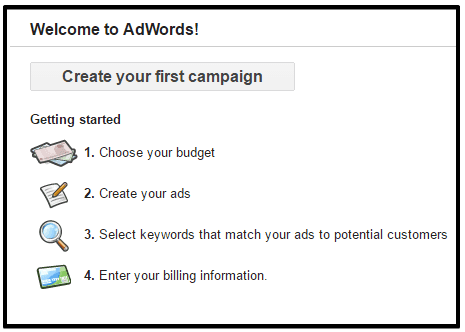 Welcome to AdWords!
Create your first campaign
Getting started
1. Choose your budget
2. Create your ads
3. Select keywords that match your ads to potential customers
4. Enter your billing information.